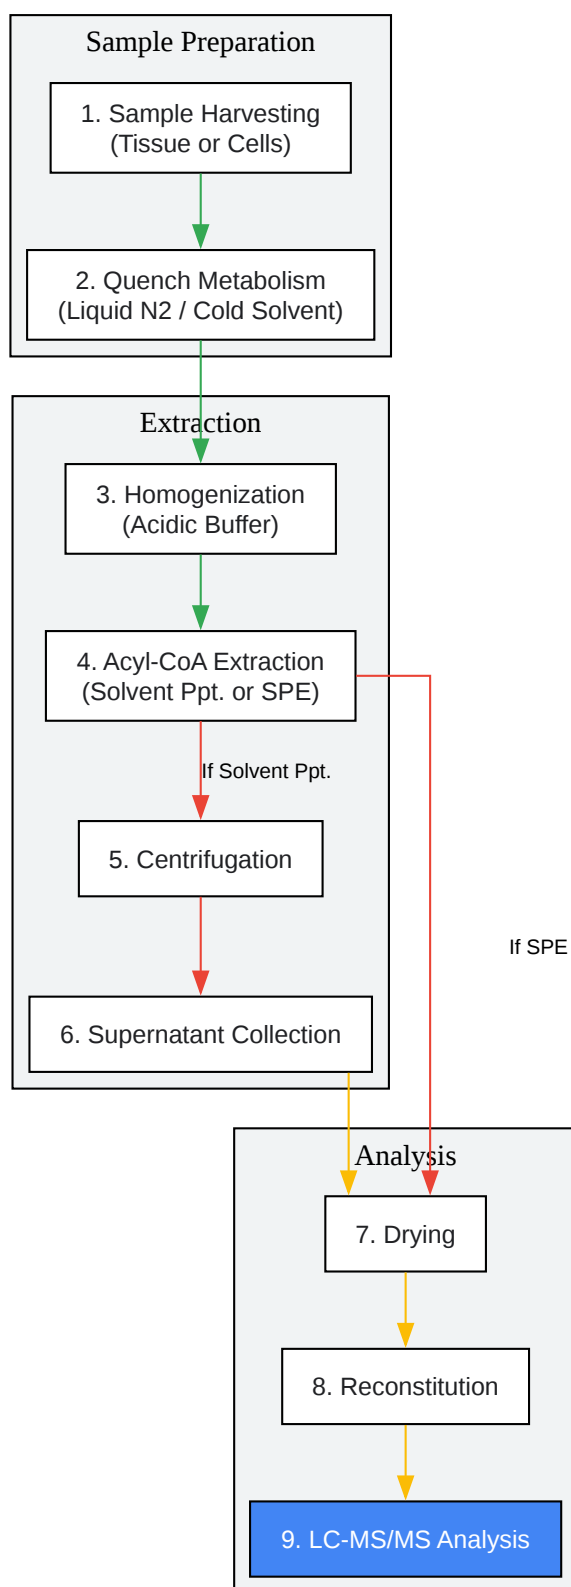 Sample Preparation
1. Sample Harvesting
(Tissue or Cells)
2. Quench Metabolism
(Liquid N2 / Cold Solvent)
Extraction
3. Homogenization
(Acidic Buffer)
4. Acyl-CoA Extraction
(Solvent Ppt. or SPE)
If Solvent Ppt.
5. Centrifugation
If SPE
6. Supernatant Collection
Analysis
7. Drying
8. Reconstitution
9. LC-MS/MS Analysis